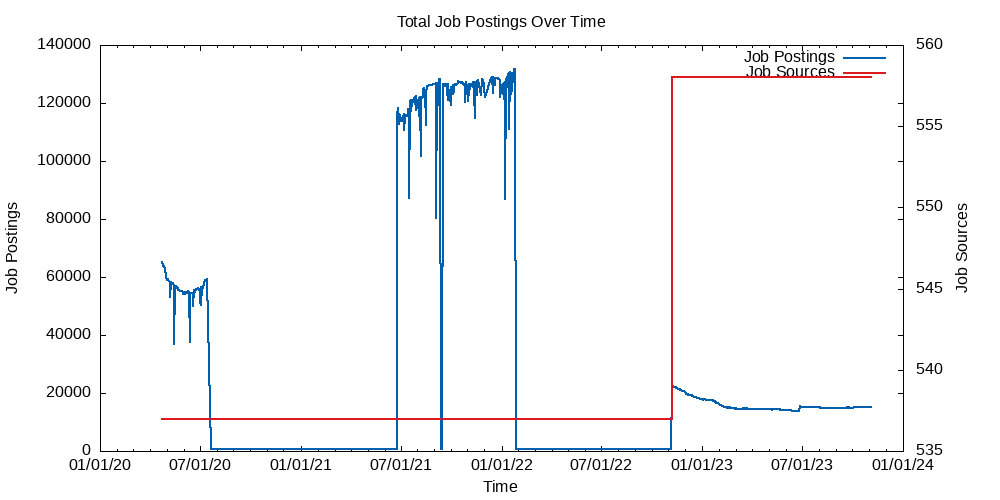 Total Job Postings Over Time
140000
120000
100000
80000
60000
40000
20000
0
Job Postings
560
555
550
545
540
535
Job Sources
Job Postings
Job Sources
01/01/20 07/01/20 01/01/21 07/01/21 01/01/22 07/01/22 01/01/23 07/01/23 01/01/24
Time